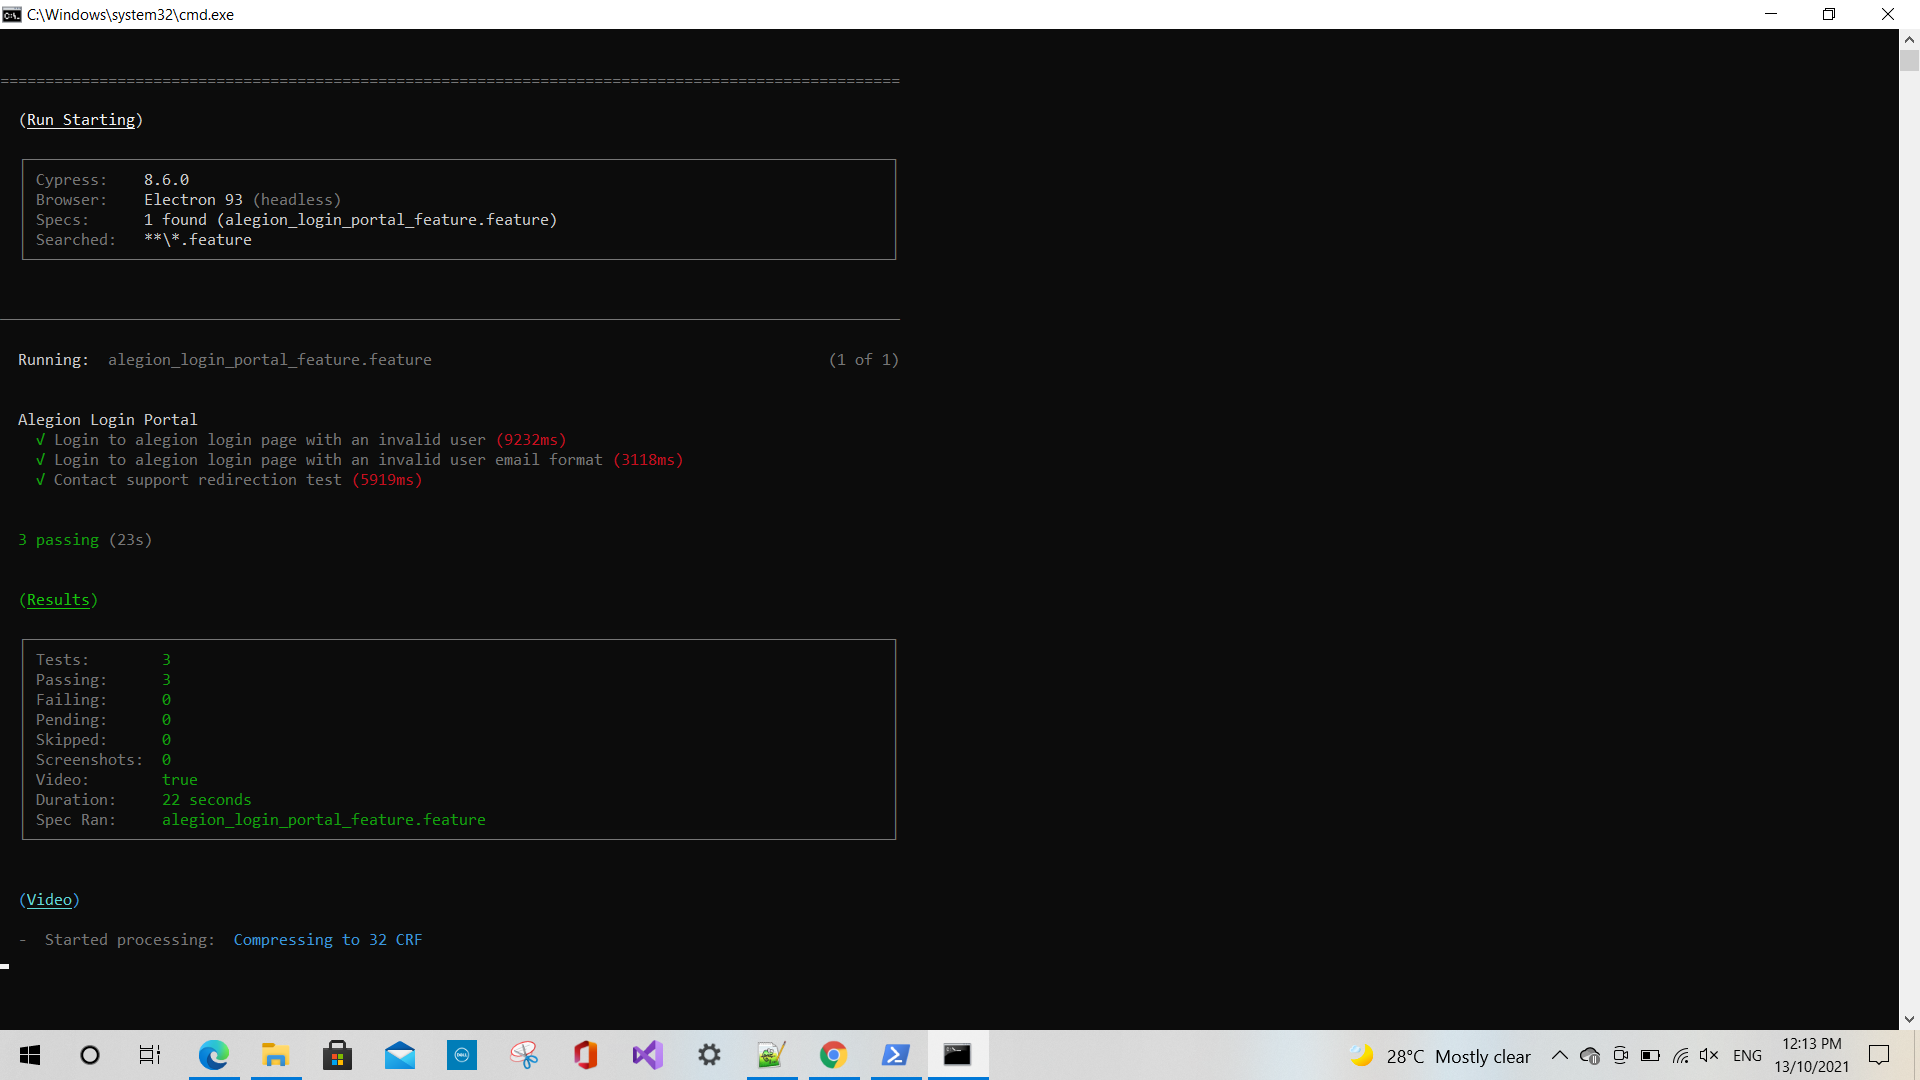 C:\Windows\system32\cmd.exe
====================================================================================================
(Run Starting)
Cypress: 8.6.0
Browser: Electron 93 (headless)
Specs: 1 found (alegion_login_portal_feature.feature)
Searched: **\*.feature
Running: alegion_login_portal_feature.feature (1 of 1)
Alegion Login Portal
√ Login to alegion login page with an invalid user (9232ms)
√ Login to alegion login page with an invalid user email format (3118ms)
√ Contact support redirection test (5919ms)
3 passing (23s)
(Results)
Tests: 3
Passing: 3
Failing: 0
Pending: 0
Skipped: 0
Screenshots: 0
Video: true
Duration: 22 seconds
Spec Ran: alegion_login_portal_feature.feature
(Video)
- Started processing: Compressing to 32 CRF
28°C Mostly clear ENG 12:13 PM
13/10/2021